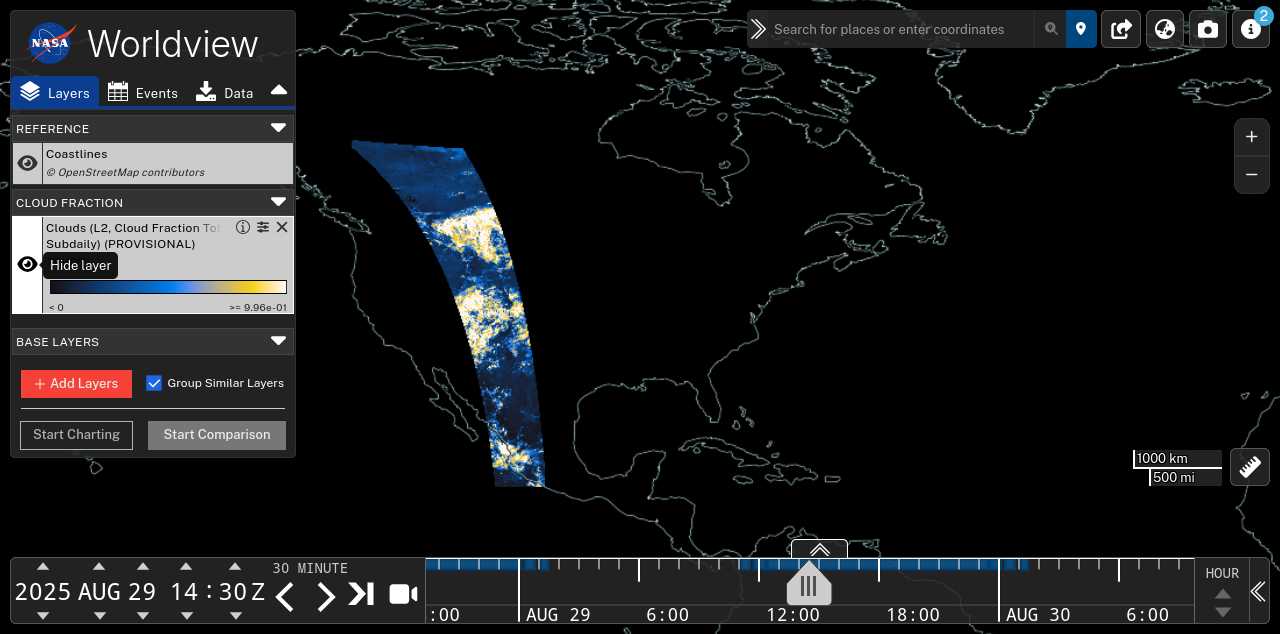 NASA
Worldview
Search for places or enter coordinates
2
Layers
Events
Data
REFERENCE
Coastlines
© OpenStreetMap contributors
CLOUD FRACTION
Clouds (L2, Cloud Fraction
Subdaily) (PROVISIONAL)
Hide layer
< 0
>= 9.96e-01
BASE LAYERS
+ Add Layers
Group Similar Layers
Start Charting
Start Comparison
+
−
1000 km
500 mi
2025 AUG 29 14 : 30 Z
30 MINUTE
:00
AUG 29
6:00
12:00
18:00
AUG 30
6:00
HOUR